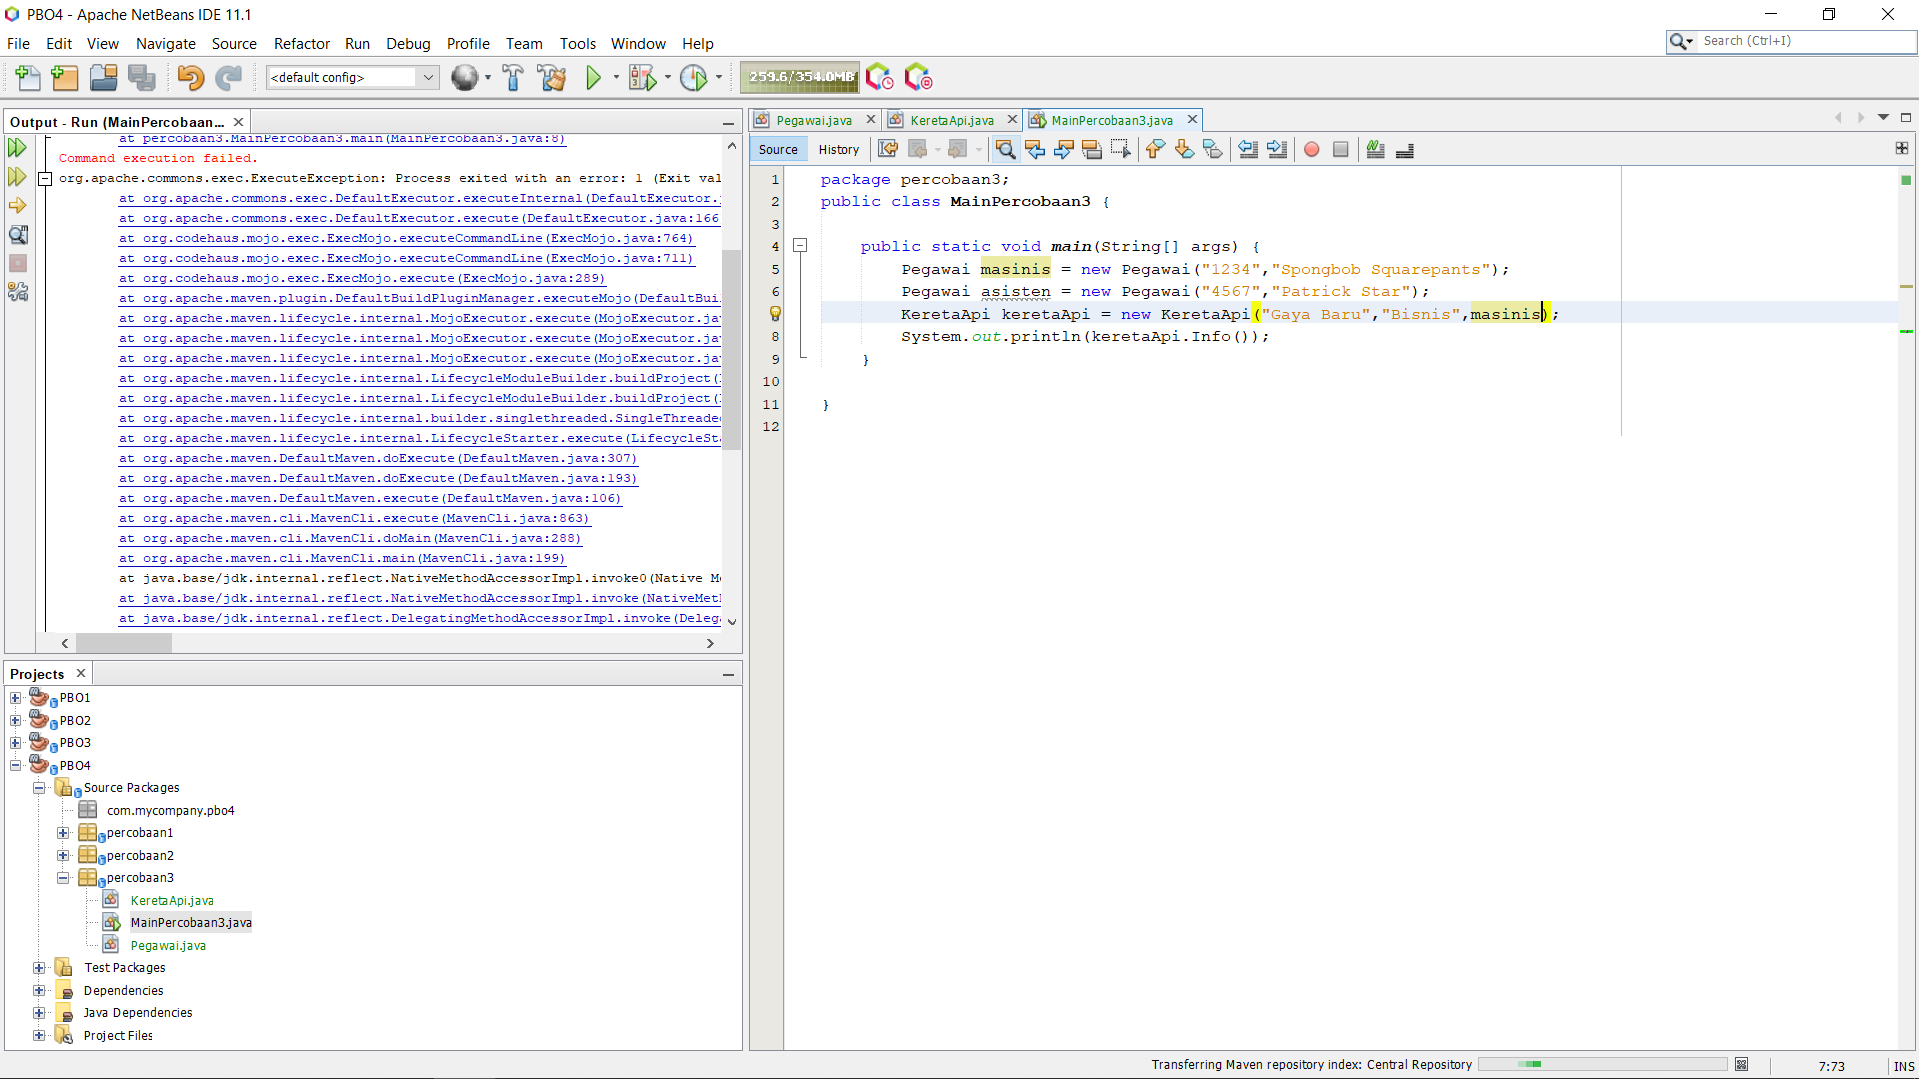 PBO4 - Apache NetBeans IDE 11.1
File Edit View Navigate Source Refactor Run Debug Profile Team Tools Window Help
Search (Ctrl+I)
<default config>
259.6/354.0MB
Output - Run (MainPercobaan...
at percobaan3.MainPercobaan3.main(MainPercobaan3.java:8)
Command execution failed.
org.apache.commons.exec.ExecuteException: Process exited with an error: 1 (Exit val
at org.apache.commons.exec.DefaultExecutor.executeInternal(DefaultExecutor.
at org.apache.commons.exec.DefaultExecutor.execute(DefaultExecutor.java:166
at org.codehaus.mojo.exec.ExecMojo.executeCommandLine(ExecMojo.java:764)
at org.codehaus.mojo.exec.ExecMojo.executeCommandLine(ExecMojo.java:711)
at org.codehaus.mojo.exec.ExecMojo.execute(ExecMojo.java:289)
at org.apache.maven.plugin.DefaultBuildPluginManager.executeMojo(DefaultBui
at org.apache.maven.lifecycle.internal.MojoExecutor.execute(MojoExecutor.ja
at org.apache.maven.lifecycle.internal.MojoExecutor.execute(MojoExecutor.ja
at org.apache.maven.lifecycle.internal.MojoExecutor.execute(MojoExecutor.ja
at org.apache.maven.lifecycle.internal.LifecycleModuleBuilder.buildProject(
at org.apache.maven.lifecycle.internal.LifecycleModuleBuilder.buildProject(
at org.apache.maven.lifecycle.internal.builder.singlethreaded.SingleThreade
at org.apache.maven.lifecycle.internal.LifecycleStarter.execute(LifecycleSta
at org.apache.maven.DefaultMaven.doExecute(DefaultMaven.java:307)
at org.apache.maven.DefaultMaven.doExecute(DefaultMaven.java:193)
at org.apache.maven.DefaultMaven.execute(DefaultMaven.java:106)
at org.apache.maven.cli.MavenCli.execute(MavenCli.java:863)
at org.apache.maven.cli.MavenCli.doMain(MavenCli.java:288)
at org.apache.maven.cli.MavenCli.main(MavenCli.java:199)
at java.base/jdk.internal.reflect.NativeMethodAccessorImpl.invoke0(Native M
at java.base/jdk.internal.reflect.NativeMethodAccessorImpl.invoke(NativeMet
at java.base/jdk.internal.reflect.DelegatingMethodAccessorImpl.invoke(Deleg
Projects
PBO1
PBO2
PBO3
PBO4
Source Packages
com.mycompany.pbo4
percobaan1
percobaan2
percobaan3
KeretaApi.java
MainPercobaan3.java
Pegawai.java
Test Packages
Dependencies
Java Dependencies
Project Files
Pegawai.java KeretaApi.java MainPercobaan3.java
Source History
1 package percobaan3;
2 public class MainPercobaan3 {
3
4 public static void main(String[] args) {
5 Pegawai masinis = new Pegawai("1234","Spongbob Squarepants");
6 Pegawai asisten = new Pegawai("4567","Patrick Star");
KeretaApi keretaApi = new KeretaApi("Gaya Baru","Bisnis",masinis);
8 System.out.println(keretaApi.Info());
9 }
10
11 }
12
Transferring Maven repository index: Central Repository
7:73
INS